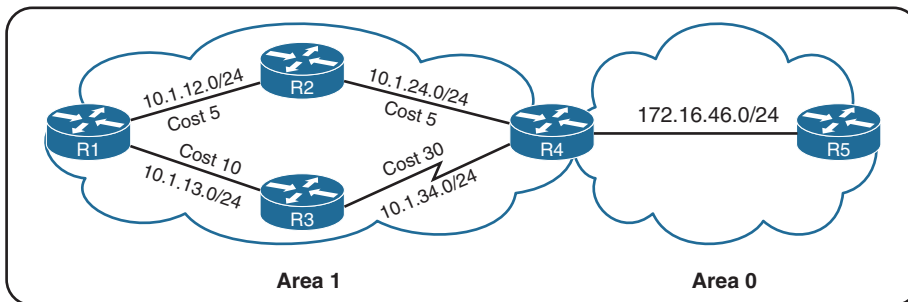 10.1.12.0/24
Cost 5
R2
10.1.24.0/24
Cost 5
R1
Cost 10
10.1.13.0/24
R3
Cost 30
10.1.34.0/24
R4
172.16.46.0/24
R5
Area 1
Area 0